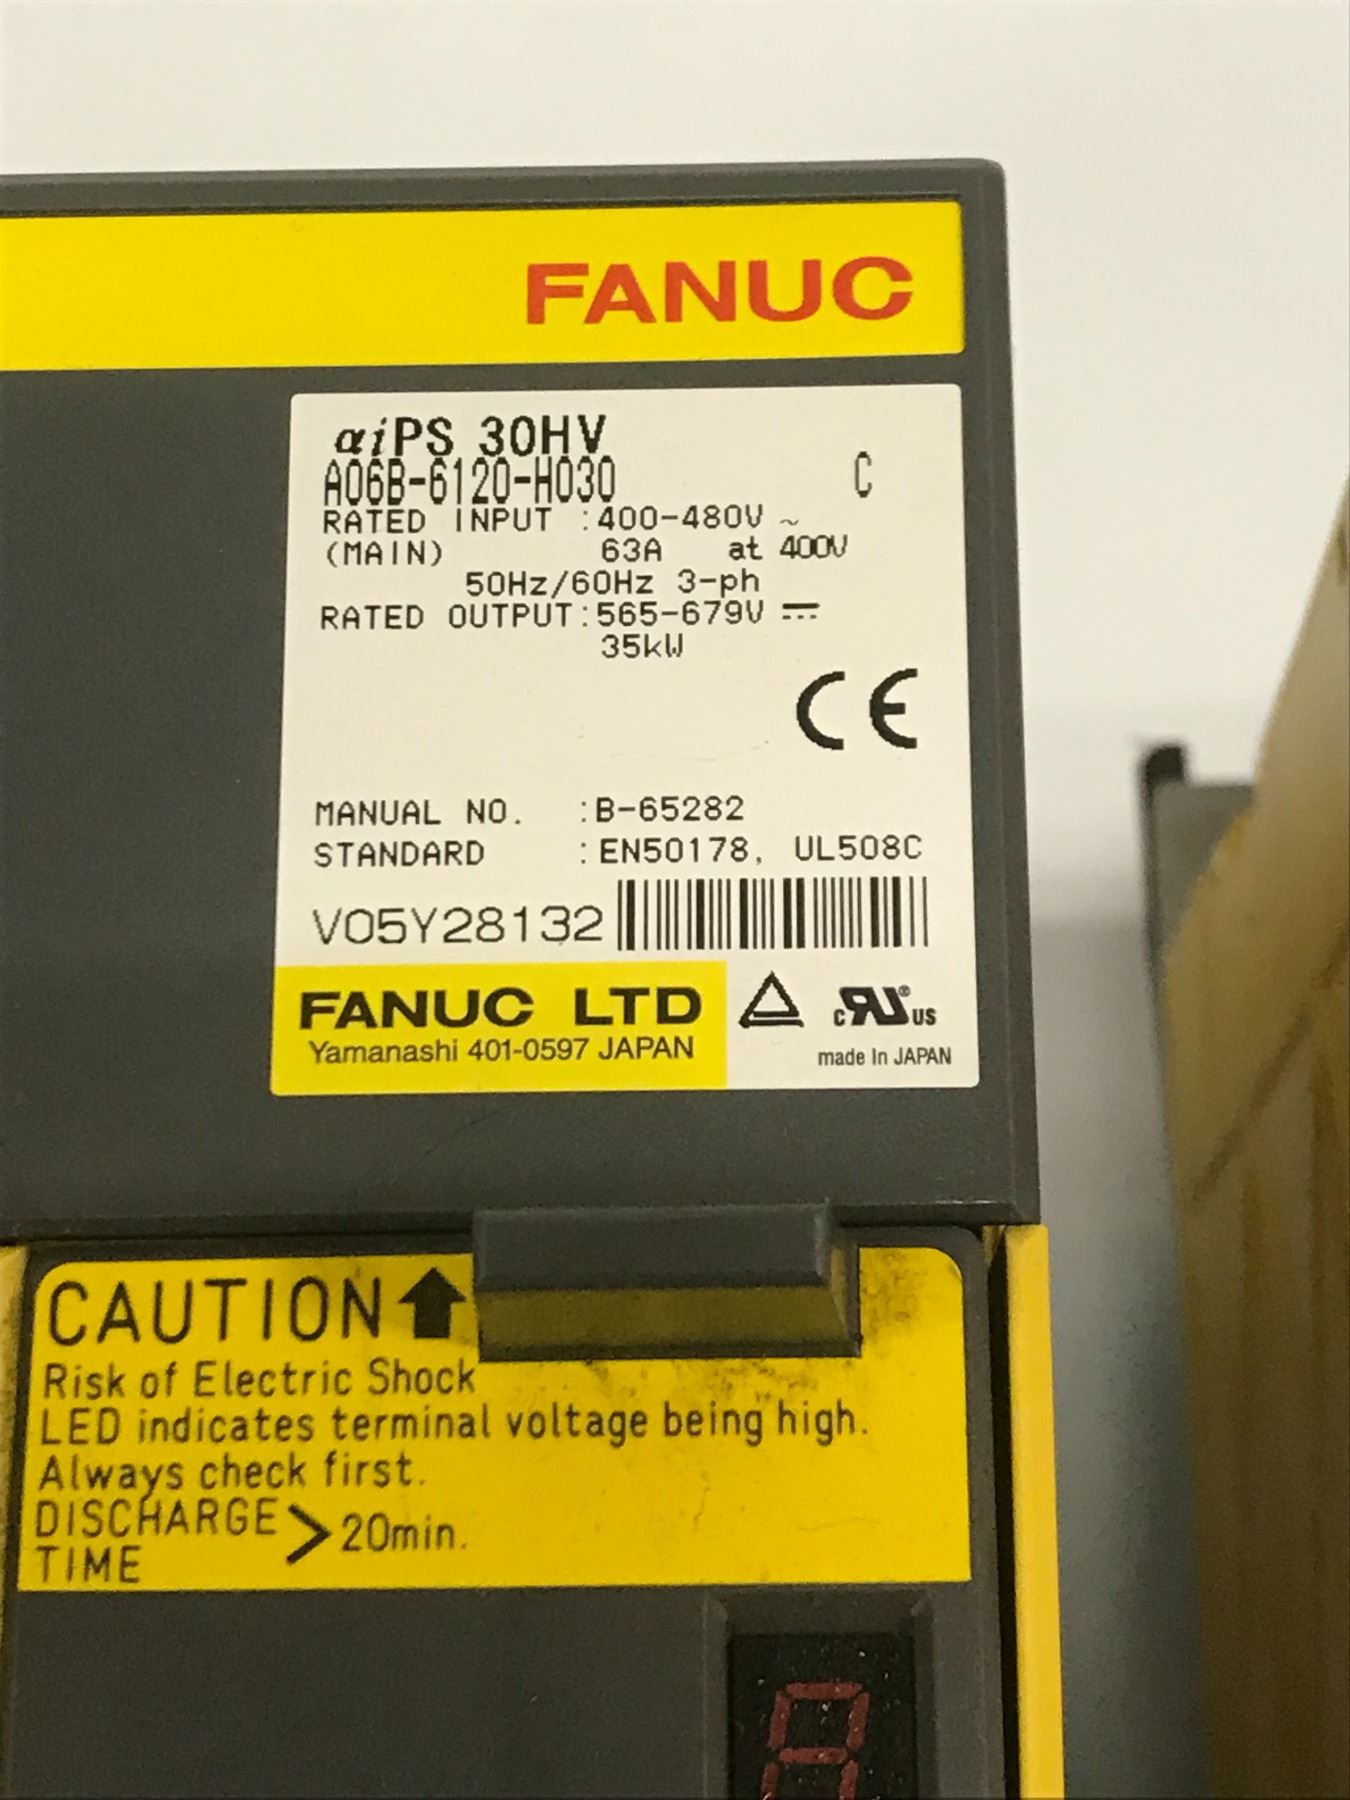 FANUC
αiPS 30HV
A06B-6120-H030 C
RATED INPUT :400-480V ~
(MAIN) 63A at 400V
50Hz/60Hz 3-ph
RATED OUTPUT:565-679V ⎓
35kW
CE
MANUAL NO. :B-65282
STANDARD :EN50178, UL508C
V05Y28132
FANUC LTD
Yamanashi 401-0597 JAPAN
c RU ® US
made In JAPAN
CAUTION
Risk of Electric Shock
LED indicates terminal voltage being high.
Always check first.
DISCHARGE TIME > 20min.